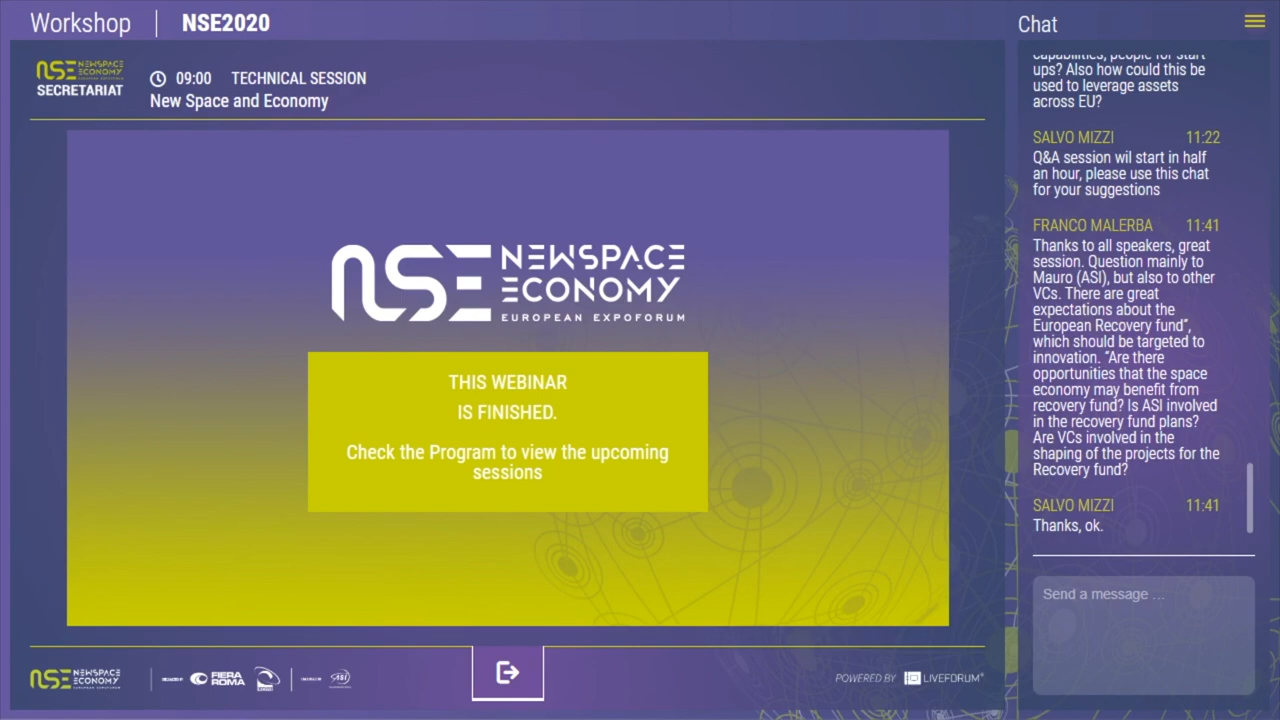 Workshop
NSE2020
Chat
NSE NEWSPACE
ECONOMY
SECRETARIAT
09:00 TECHNICAL SESSION
New Space and Economy
NSE NEWSPACE
ECONOMY
EUROPEAN EXPOFORUM
THIS WEBINAR
IS FINISHED.
Check the Program to view the upcoming
sessions
capabilities, people for start
ups? Also how could this be
used to leverage assets
across EU?
SALVO MIZZI 11:22
Q&A session wil start in half
an hour, please use this chat
for your suggestions
FRANCO MALERBA 11:41
Thanks to all speakers, great
session. Question mainly to
Mauro (ASI), but also to other
VCs. There are great
expectations about the
European Recovery fund”,
which should be targeted to
innovation. “Are there
opportunities that the space
economy may benefit from
recovery fund? Is ASI involved
in the recovery fund plans?
Are VCs involved in the
shaping of the projects for the
Recovery fund?
SALVO MIZZI 11:41
Thanks, ok.
Send a message ...
NSE NEWSPACE
ECONOMY
FIERA
ROMA
POWERED BY LIVEFORUM